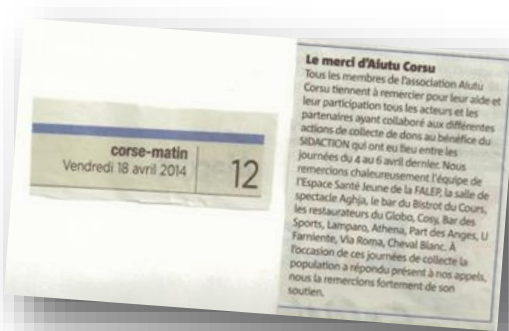 corse-matin
Vendredi 18 avril 2014
12
Le merci d'Aiutu Corsu
Tous les membres de l'association Aiutu
Corsu tiennent à remercier pour leur aide et
leur participation tous les acteurs et les
partenaires ayant collaboré aux différentes
actions de collecte de dons au bénéfice du
SIDACTION qui ont eu lieu entre les
journées du 4 au 6 avril dernier. Nous
remercions chaleureusement l'équipe de
l'Espace Santé Jeune de la FALEP, la salle de
spectacle Aghja, le bar du Bistrot du Cours,
les restaurateurs du Globo, Cosy, Bar des
Sports, Lamparo, Athena, Part des Anges, U
Farniente, Via Roma, Cheval Blanc. À
l'occasion de ces journées de collecte la
population a répondu présent à nos appels,
nous la remercions fortement de son
soutien.